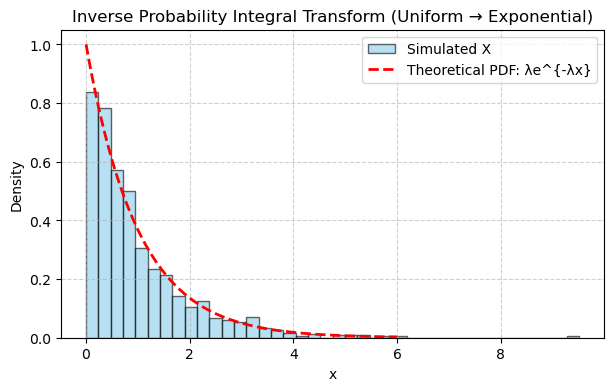 Inverse Probability Integral Transform (Uniform → Exponential)
Simulated X
Theoretical PDF: λe^{-λx}
Density
1.0
0.8
0.6
0.4
0.2
0.0
0
2
4
6
8
x